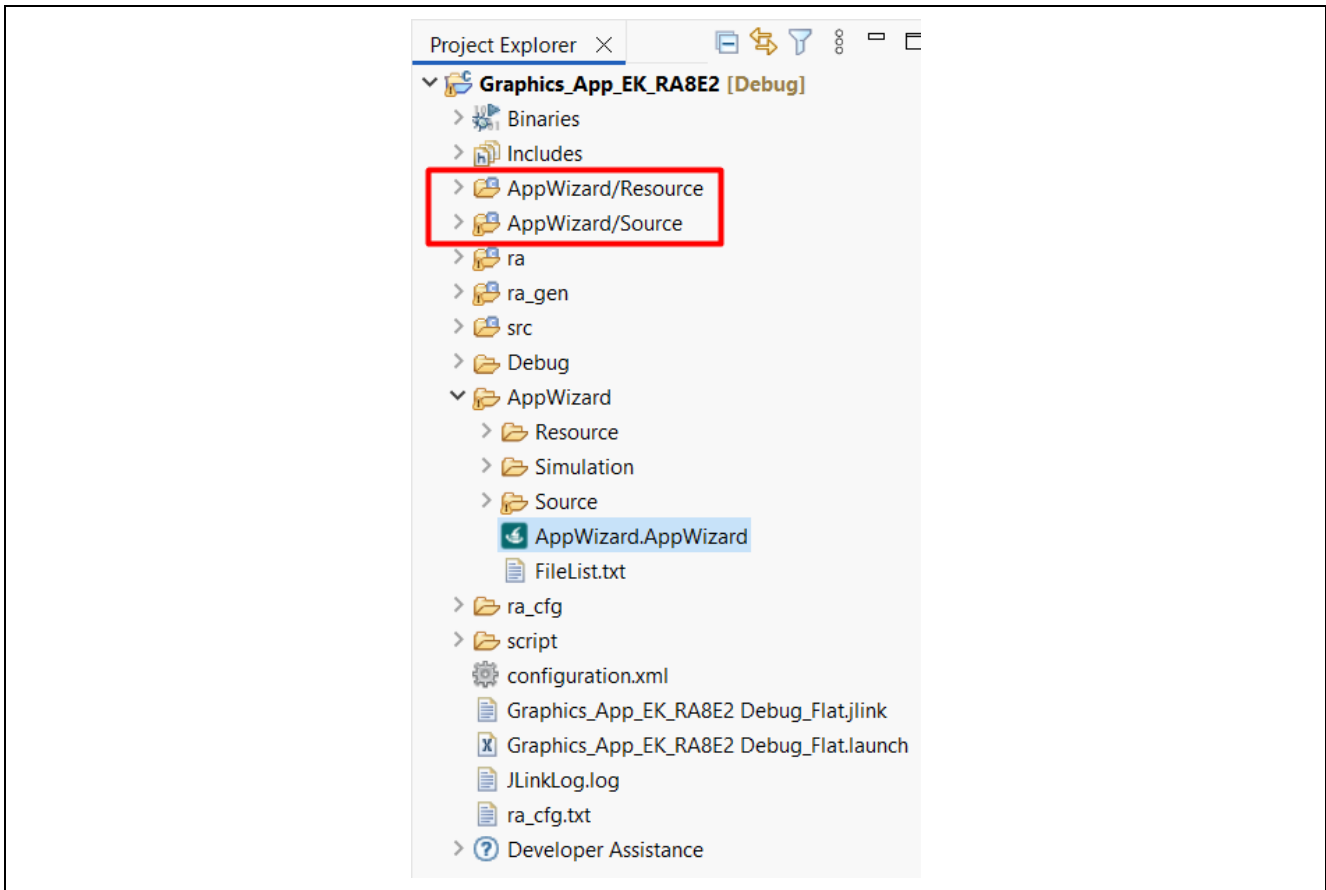 Project Explorer
Graphics_App_EK_RA8E2 [Debug]
Binaries
Includes
AppWizard/Resource
AppWizard/Source
ra
ra_gen
src
Debug
AppWizard
Resource
Simulation
Source
AppWizard.AppWizard
FileList.txt
ra_cfg
script
configuration.xml
Graphics_App_EK_RA8E2 Debug_Flat.jlink
Graphics_App_EK_RA8E2 Debug_Flat.launch
JLinkLog.log
ra_cfg.txt
Developer Assistance